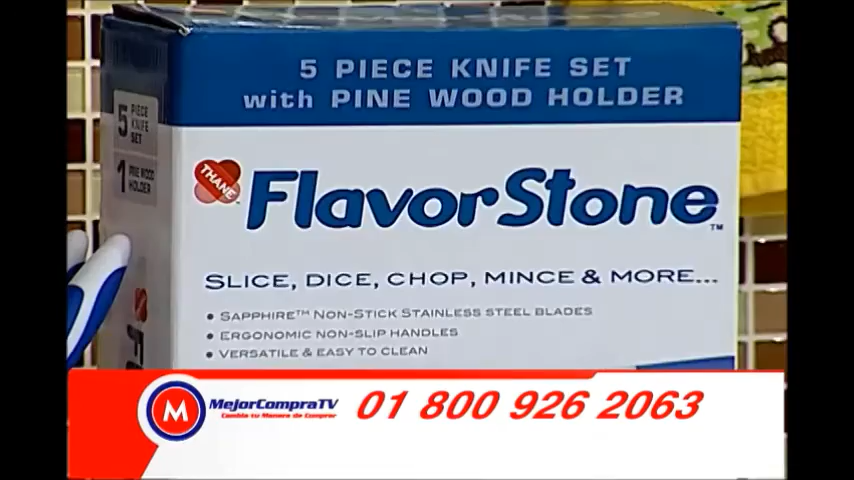 5 PIECE KNIFE SET
with PINE WOOD HOLDER
5 PIECE
KNIFE
SET
1 PINE WOOD
HOLDER
THANE
FlavorStone™
SLICE, DICE, CHOP, MINCE & MORE...
• SAPPHIRE™ NON-STICK STAINLESS STEEL BLADES
• ERGONOMIC NON-SLIP HANDLES
• VERSATILE & EASY TO CLEAN
M
MejorCompraTV
Cambia tu Manera de Comprar
01 800 926 2063